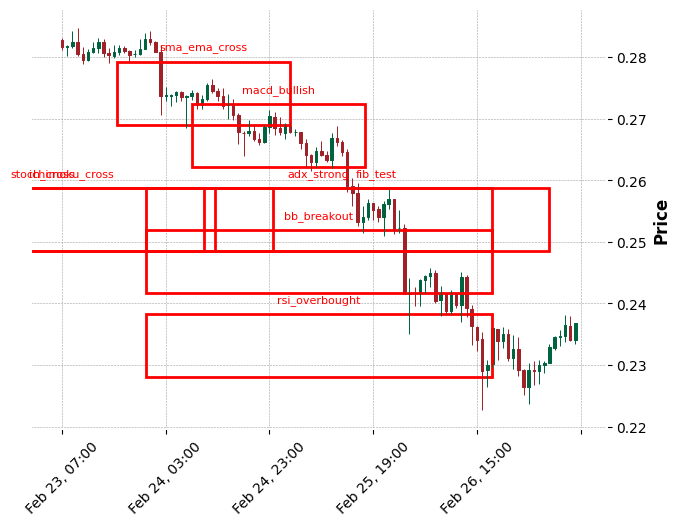 sma_ema_cross
0.28
macd_bullish
0.27
ichimoku_cross
adx_strong
fib_test
0.26
bb_breakout
0.25
Price
rsi_overbought
0.24
0.23
0.22
Feb 23, 07:00
Feb 24, 03:00
Feb 24, 23:00
Feb 25, 19:00
Feb 26, 15:00